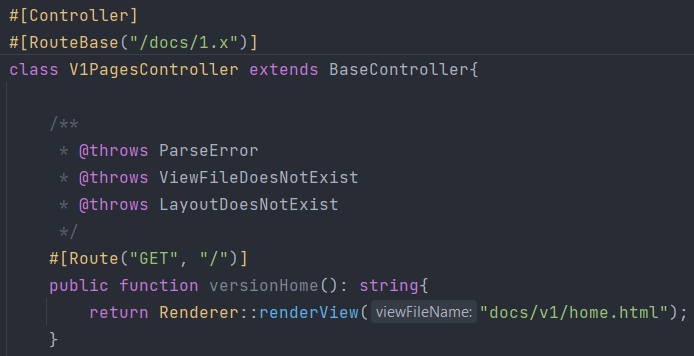 #[Controller]
#[RouteBase("/docs/1.x")]
class V1PagesController extends BaseController{
/**
* @throws ParseError
* @throws ViewFileDoesNotExist
* @throws LayoutDoesNotExist
*/
#[Route("GET", "/")]
public function versionHome(): string{
return Renderer::renderView( viewFileName: "docs/v1/home.html");
}